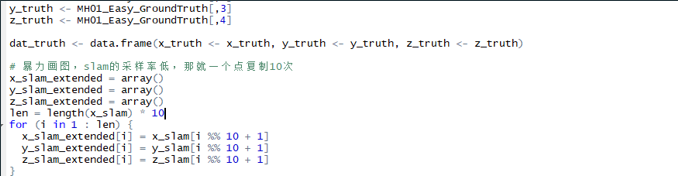 y_truth <- MH01_Easy_GroundTruth[,3]
z_truth <- MH01_Easy_GroundTruth[,4]
dat_truth <- data.frame(x_truth <- x_truth, y_truth <- y_truth, z_truth <- z_truth)
# 暴力画图，slam的采样率低，那就一个点复制10次
x_slam_extended = array()
y_slam_extended = array()
z_slam_extended = array()
len = length(x_slam) * 10
for (i in 1 : len) {
  x_slam_extended[i] = x_slam[i %% 10 + 1]
  y_slam_extended[i] = y_slam[i %% 10 + 1]
  z_slam_extended[i] = z_slam[i %% 10 + 1]
}